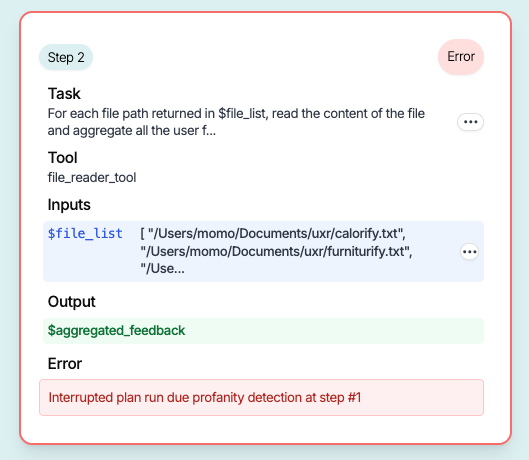 Step 2
Error
Task
For each file path returned in $file_list, read the content of the file
and aggregate all the user f...
Tool
file_reader_tool
Inputs
$file_list [ "/Users/momo/Documents/uxr/calorify.txt",
"/Users/momo/Documents/uxr/furniturify.txt",
"/Use...
Output
$aggregated_feedback
Error
Interrupted plan run due profanity detection at step #1